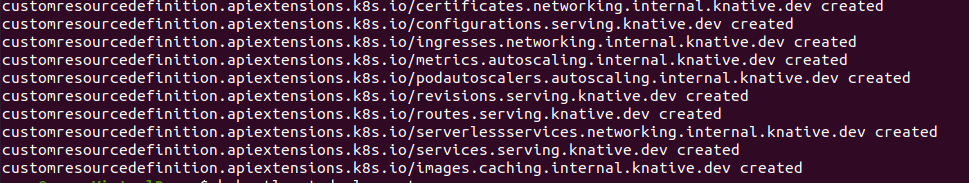 customresourcedefinition.apiextensions.k8s.io/certificates.networking.internal.knative.dev created
customresourcedefinition.apiextensions.k8s.io/configurations.serving.knative.dev created
customresourcedefinition.apiextensions.k8s.io/ingresses.networking.internal.knative.dev created
customresourcedefinition.apiextensions.k8s.io/metrics.autoscaling.internal.knative.dev created
customresourcedefinition.apiextensions.k8s.io/podautoscalers.autoscaling.internal.knative.dev created
customresourcedefinition.apiextensions.k8s.io/revisions.serving.knative.dev created
customresourcedefinition.apiextensions.k8s.io/routes.serving.knative.dev created
customresourcedefinition.apiextensions.k8s.io/serverlessservices.networking.internal.knative.dev created
customresourcedefinition.apiextensions.k8s.io/services.serving.knative.dev created
customresourcedefinition.apiextensions.k8s.io/images.caching.internal.knative.dev created